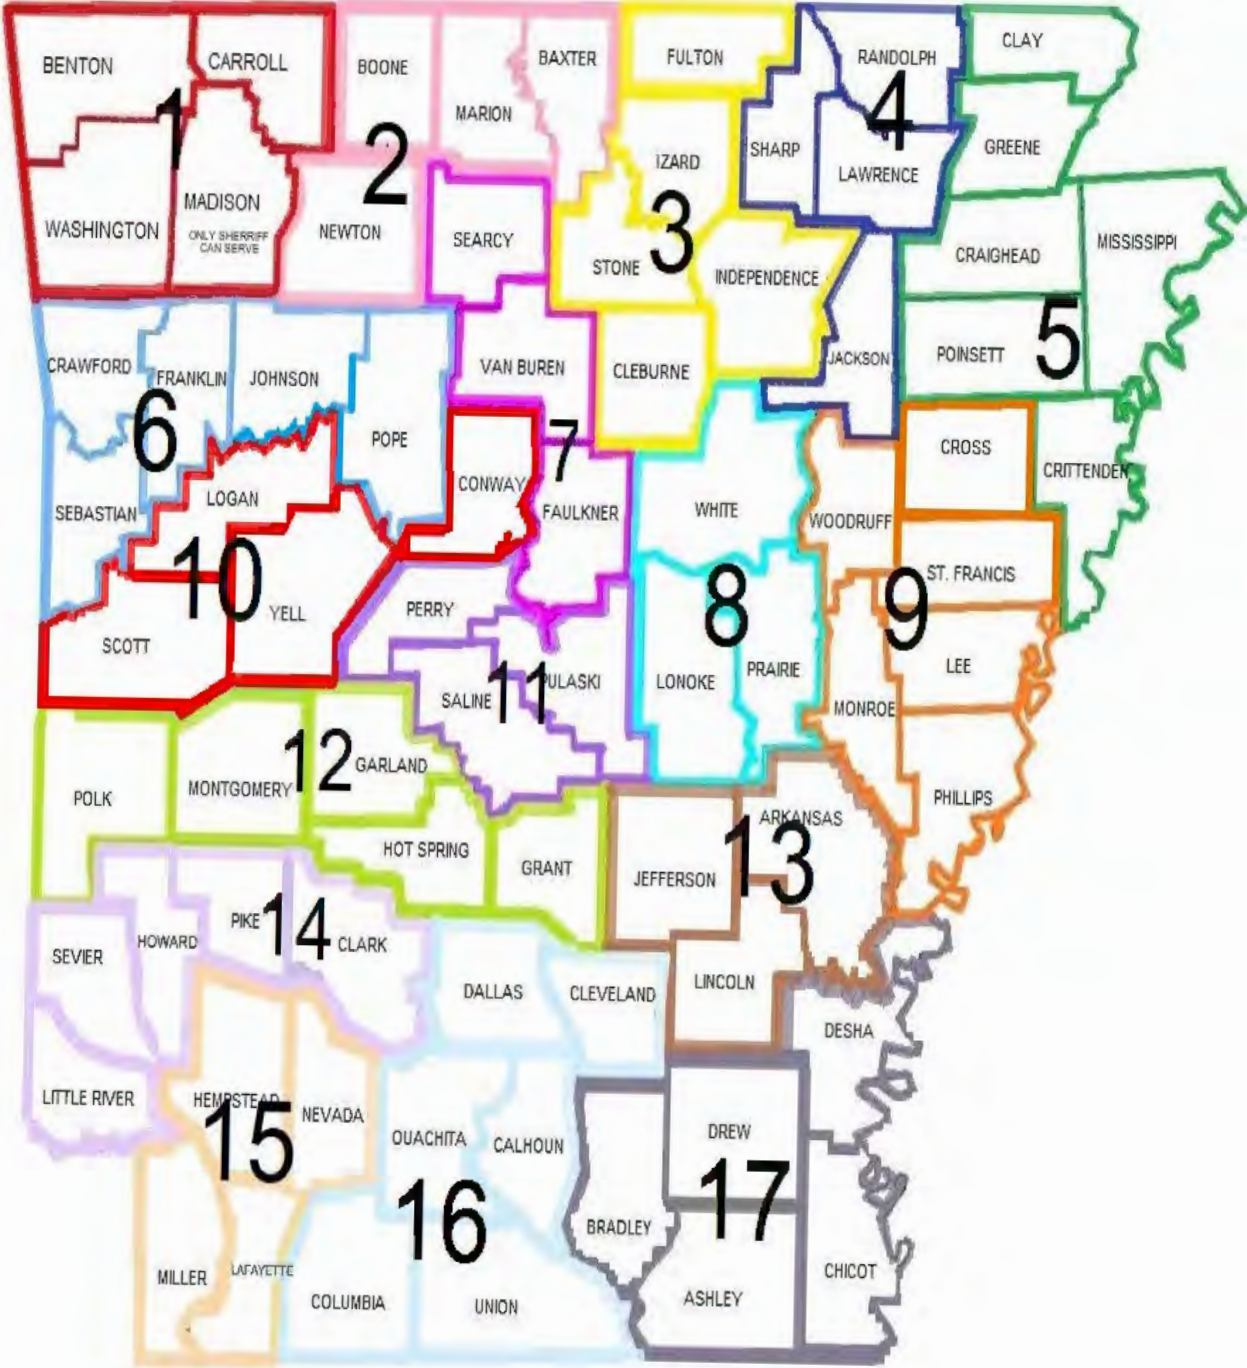 BENTON
CARROLL
BOONE
MARION
BAXTER
FULTON
RANDOLPH
CLAY
1
2
3
4
SHARP
IZARD
LAWRENCE
GREENE
WASHINGTON
MADISON
ONLY SHERRIFF
CAN SERVE
NEWTON
SEARCY
STONE
INDEPENDENCE
CRAIGHEAD
MISSISSIPPI
CRAWFORD
FRANKLIN
JOHNSON
POPE
VAN BUREN
CLEBURNE
JACKSON
POINSETT
5
6
7
CONWAY
LOGAN
SEBASTIAN
FAULKNER
WHITE
WOODRUFF
CROSS
CRITTENDEN
10
SCOTT
YELL
PERRY
8
9
ST. FRANCIS
LEE
SALINE
11
PULASKI
LONOKE
PRAIRIE
MONROE
PHILLIPS
12
POLK
MONTGOMERY
GARLAND
HOT SPRING
GRANT
JEFFERSON
13
ARKANSAS
SEVIER
HOWARD
PIKE
14
CLARK
DALLAS
CLEVELAND
LINCOLN
DESHA
LITTLE RIVER
HEMPSTEAD
15
NEVADA
OUACHITA
CALHOUN
DREW
16
17
BRADLEY
MILLER
LAFAYETTE
COLUMBIA
UNION
ASHLEY
CHICOT